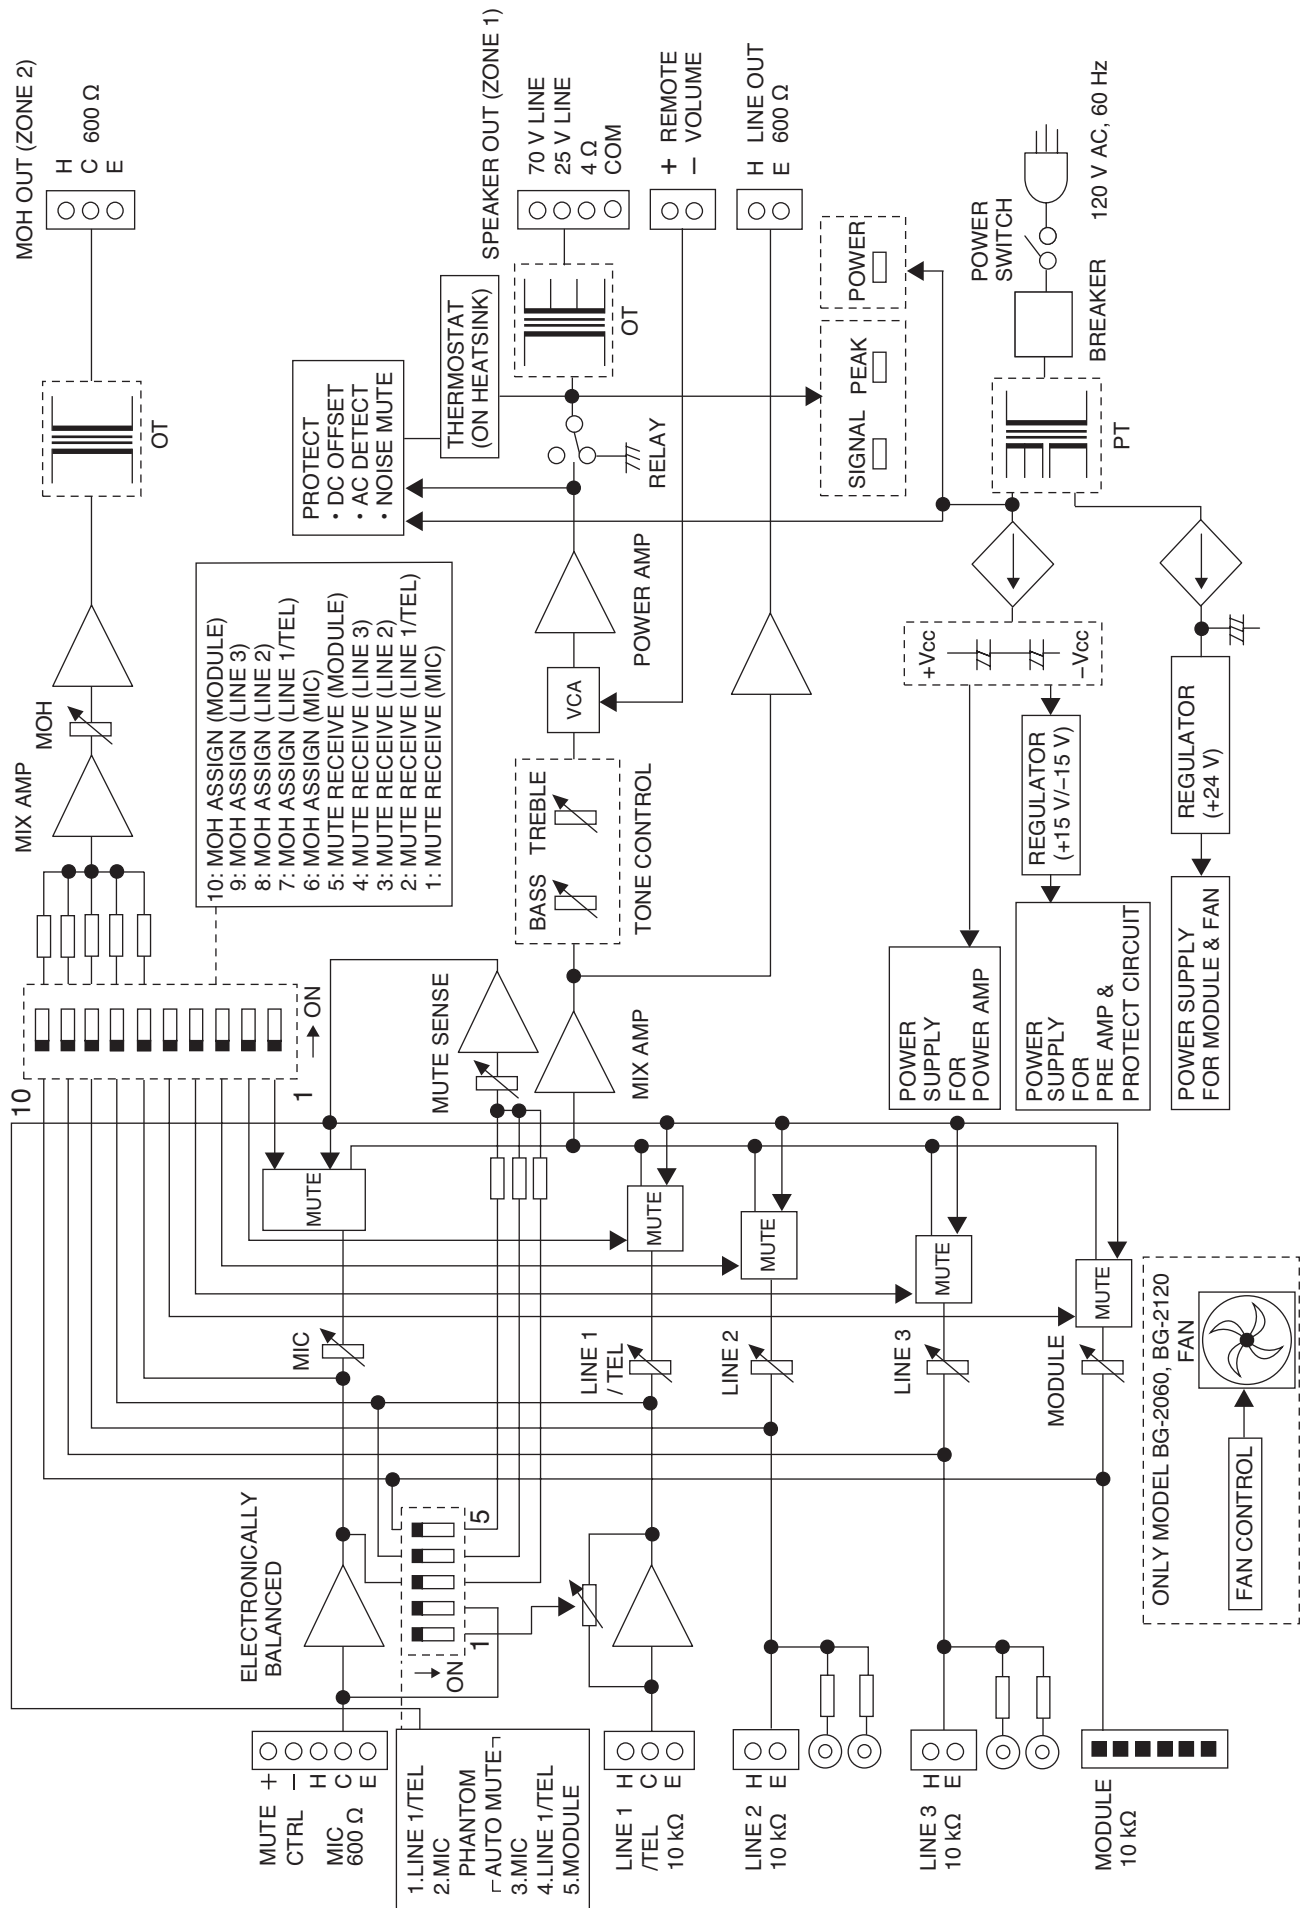 MUTE +
CTRL −
H
MIC C
600 Ω E
1.LINE 1/TEL
2.MIC
PHANTOM
┌AUTO MUTE┐
3.MIC
4.LINE 1/TEL
5.MODULE
LINE 1 H
/TEL C
10 kΩ E
LINE 2 H
10 kΩ E
LINE 3 H
10 kΩ E
MODULE
10 kΩ
ELECTRONICALLY
BALANCED
→ ON
1
5
MIC
LINE 1
/ TEL
LINE 2
LINE 3
MODULE
MUTE
MUTE
MUTE
MUTE
MUTE
ONLY MODEL BG-2060, BG-2120
FAN
FAN CONTROL
10
1
→ ON
MUTE SENSE
MIX AMP
MIX AMP
MOH
10: MOH ASSIGN (MODULE)
9: MOH ASSIGN (LINE 3)
8: MOH ASSIGN (LINE 2)
7: MOH ASSIGN (LINE 1/TEL)
6: MOH ASSIGN (MIC)
5: MUTE RECEIVE (MODULE)
4: MUTE RECEIVE (LINE 3)
3: MUTE RECEIVE (LINE 2)
2: MUTE RECEIVE (LINE 1/TEL)
1: MUTE RECEIVE (MIC)
BASS TREBLE
TONE CONTROL
VCA
POWER AMP
PROTECT
· DC OFFSET
· AC DETECT
· NOISE MUTE
THERMOSTAT
(ON HEATSINK)
RELAY
OT
OT
MOH OUT (ZONE 2)
H
C 600 Ω
E
SPEAKER OUT (ZONE 1)
70 V LINE
25 V LINE
4 Ω
COM
+ REMOTE
− VOLUME
H LINE OUT
E 600 Ω
SIGNAL PEAK
POWER
POWER
SWITCH
BREAKER
120 V AC, 60 Hz
PT
+Vcc
−Vcc
REGULATOR
(+15 V/−15 V)
REGULATOR
(+24 V)
POWER
SUPPLY
FOR
POWER AMP
POWER
SUPPLY
FOR
PRE AMP &
PROTECT CIRCUIT
POWER SUPPLY
FOR MODULE & FAN